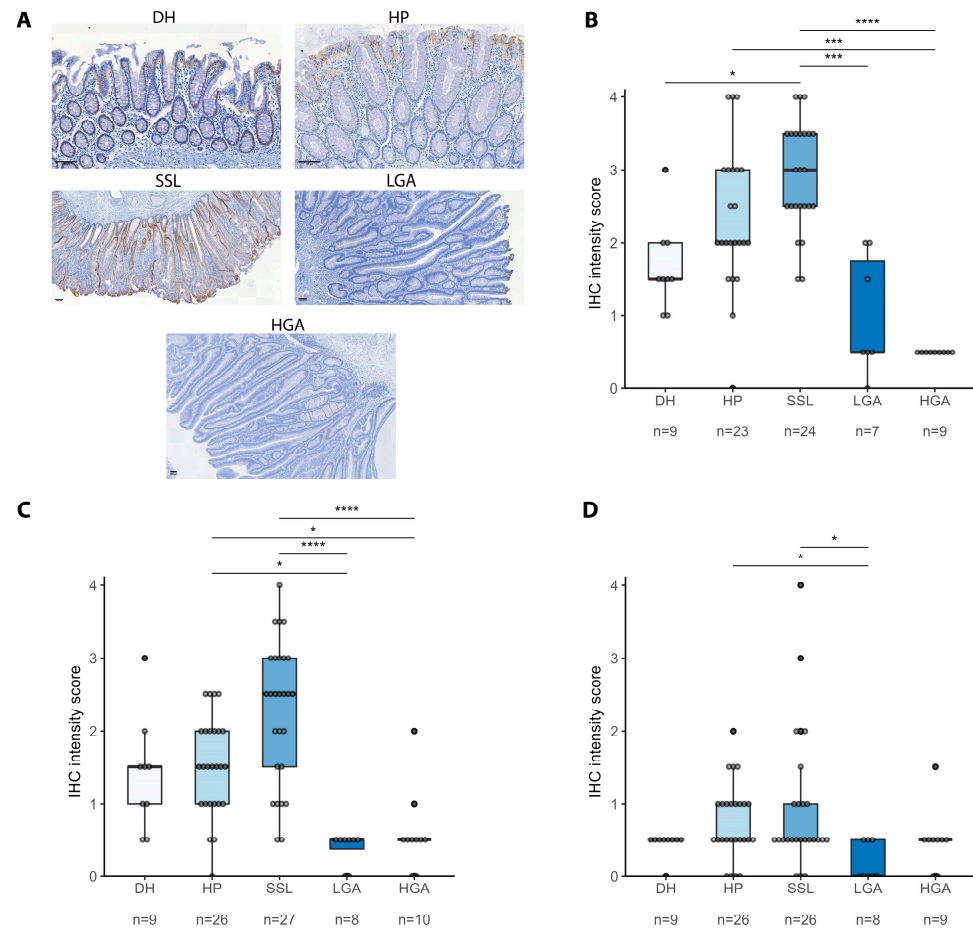 A
DH
HP
SSL
LGA
HGA
B
****
***
***
*
IHC intensity score
4
3
2
1
0
DH HP SSL LGA HGA
n=9 n=23 n=24 n=7 n=9
C
****
*
****
*
IHC intensity score
4
3
2
1
0
DH HP SSL LGA HGA
n=9 n=26 n=27 n=8 n=10
D
*
*
IHC intensity score
4
3
2
1
0
DH HP SSL LGA HGA
n=9 n=26 n=26 n=8 n=9